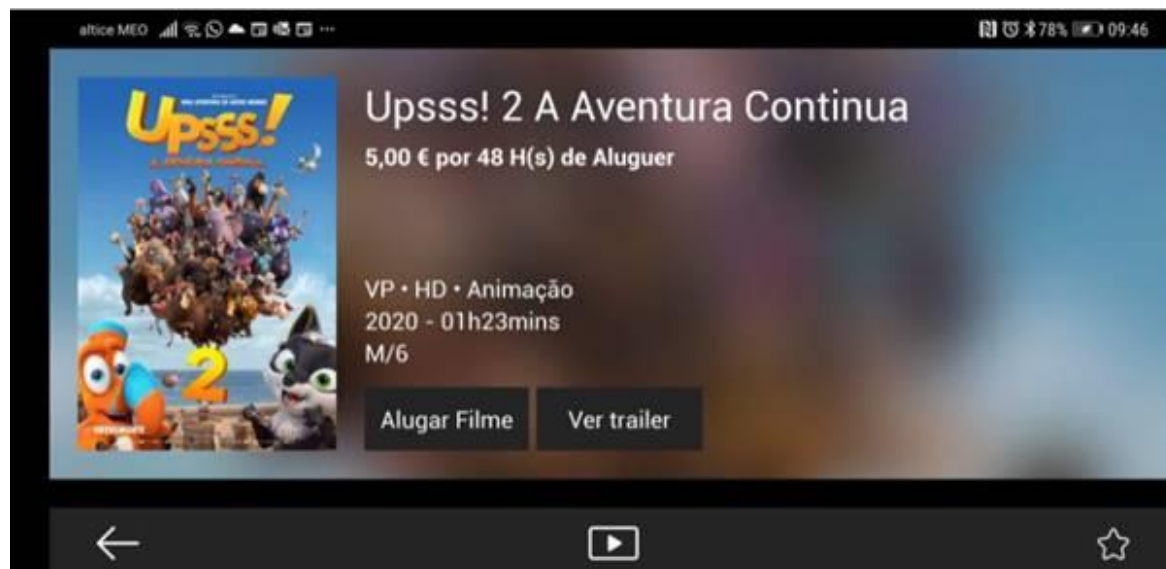 altice MEO
78% 09:46
Upsss!
2
Upsss! 2 A Aventura Continua
5,00 € por 48 H(s) de Aluguer
VP • HD • Animação
2020 - 01h23mins
M/6
Alugar Filme
Ver trailer